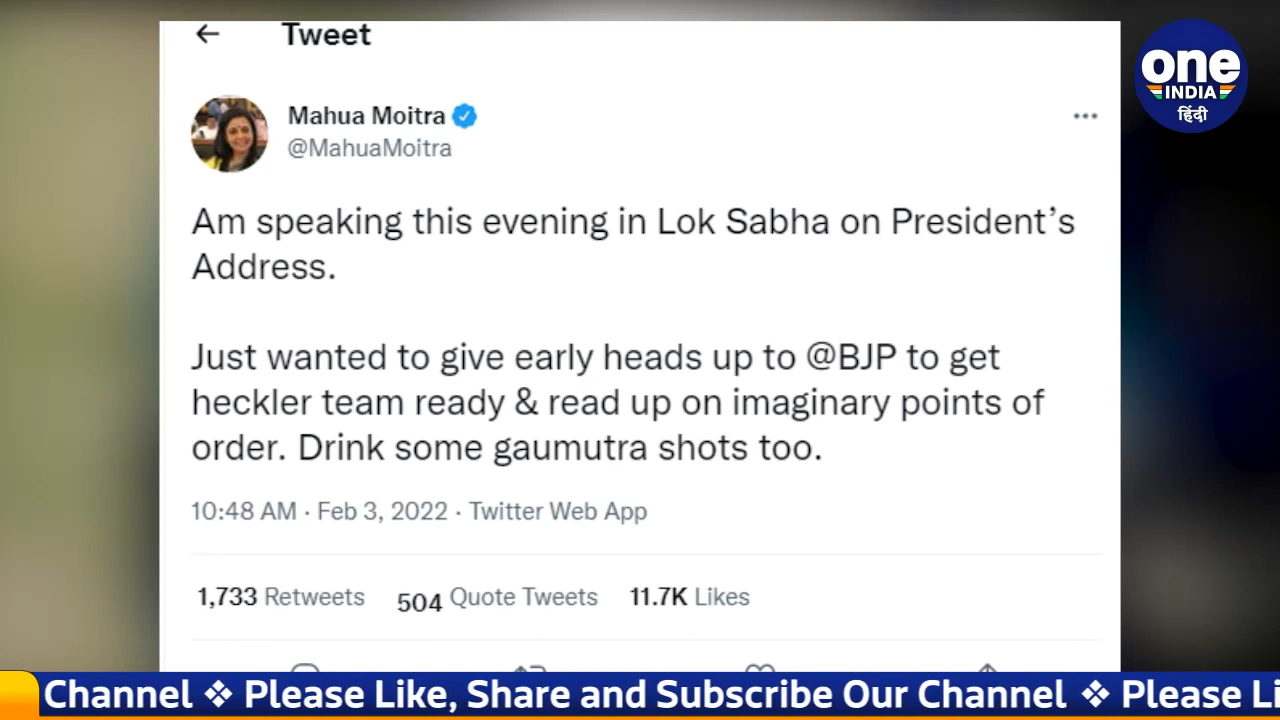 ← Tweet
one
INDIA
हिंदी
Mahua Moitra
@MahuaMoitra
Am speaking this evening in Lok Sabha on President’s
Address.
Just wanted to give early heads up to @BJP to get
heckler team ready & read up on imaginary points of
order. Drink some gaumutra shots too.
10:48 AM · Feb 3, 2022 · Twitter Web App
1,733 Retweets 504 Quote Tweets 11.7K Likes
Channel ❖ Please Like, Share and Subscribe Our Channel ❖ Please Li